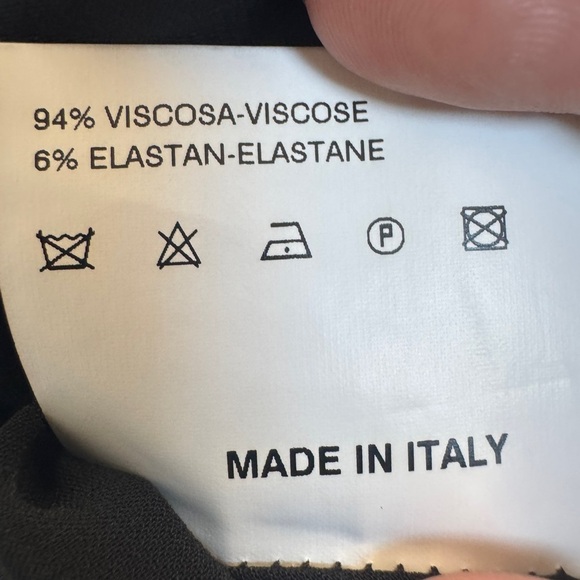 94% VISCOSA-VISCOSE
6% ELASTAN-ELASTANE
P
MADE IN ITALY